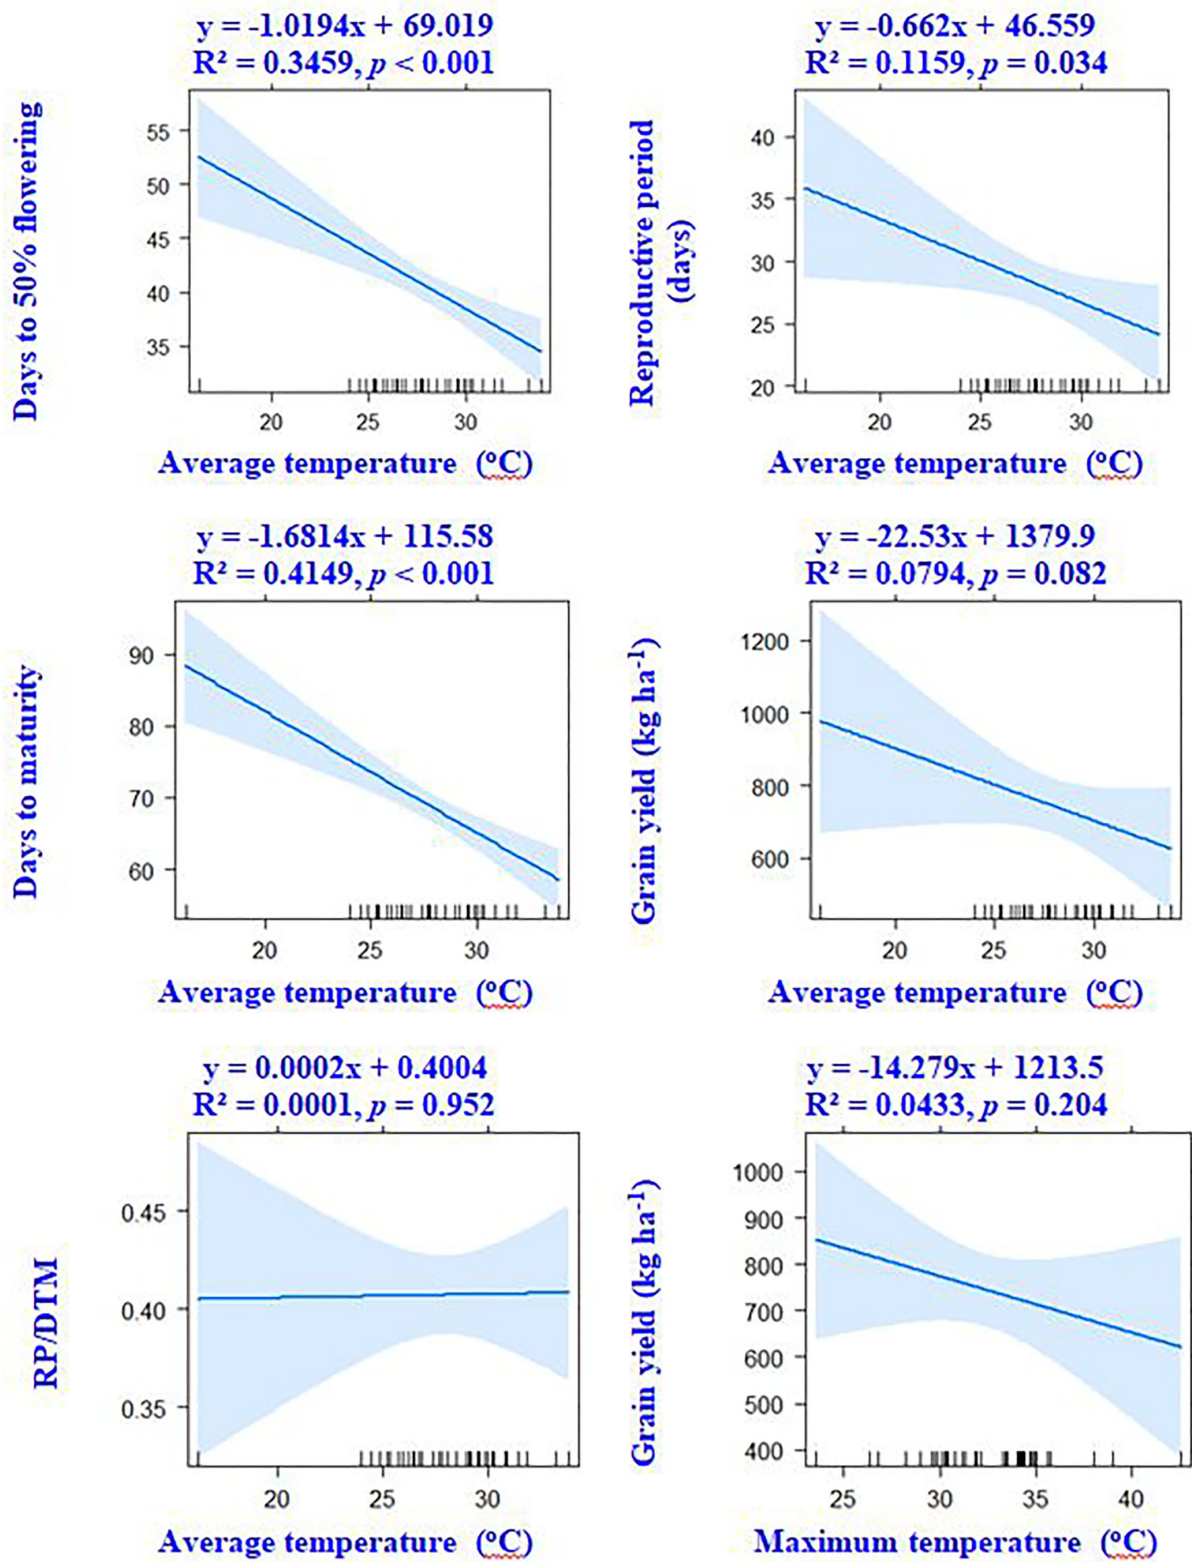 y = -1.0194x + 69.019
R² = 0.3459, p < 0.001
Days to 50% flowering
55
50
45
40
35
20 25 30
Average temperature (ºC)
y = -0.662x + 46.559
R² = 0.1159, p = 0.034
Reproductive period
(days)
40
35
30
25
20
20 25 30
Average temperature (ºC)
y = -1.6814x + 115.58
R² = 0.4149, p < 0.001
Days to maturity
90
80
70
60
20 25 30
Average temperature (ºC)
y = -22.53x + 1379.9
R² = 0.0794, p = 0.082
Grain yield (kg ha⁻¹)
1200
1000
800
600
20 25 30
Average temperature (ºC)
y = 0.0002x + 0.4004
R² = 0.0001, p = 0.952
RP/DTM
0.45
0.40
0.35
20 25 30
Average temperature (ºC)
y = -14.279x + 1213.5
R² = 0.0433, p = 0.204
Grain yield (kg ha⁻¹)
1000
900
800
700
600
500
400
25 30 35 40
Maximum temperature (ºC)